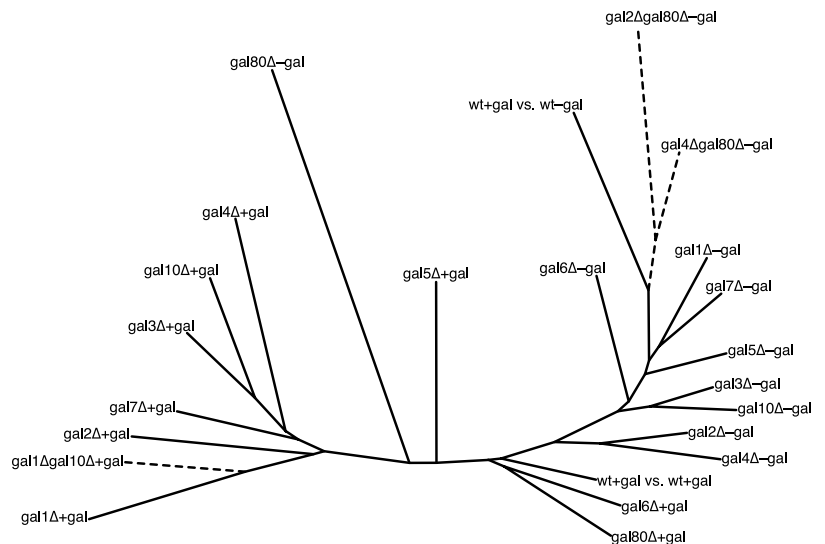 gal2Δgal80Δ–gal
gal80Δ–gal
wt+gal vs. wt–gal
gal4Δgal80Δ–gal
gal4Δ+gal
gal1Δ–gal
gal10Δ+gal
gal5Δ+gal
gal6Δ–gal
gal7Δ–gal
gal3Δ+gal
gal5Δ–gal
gal3Δ–gal
gal7Δ+gal
gal10Δ–gal
gal2Δ+gal
gal2Δ–gal
gal1Δgal10Δ+gal
gal4Δ–gal
wt+gal vs. wt+gal
gal6Δ+gal
gal1Δ+gal
gal80Δ+gal